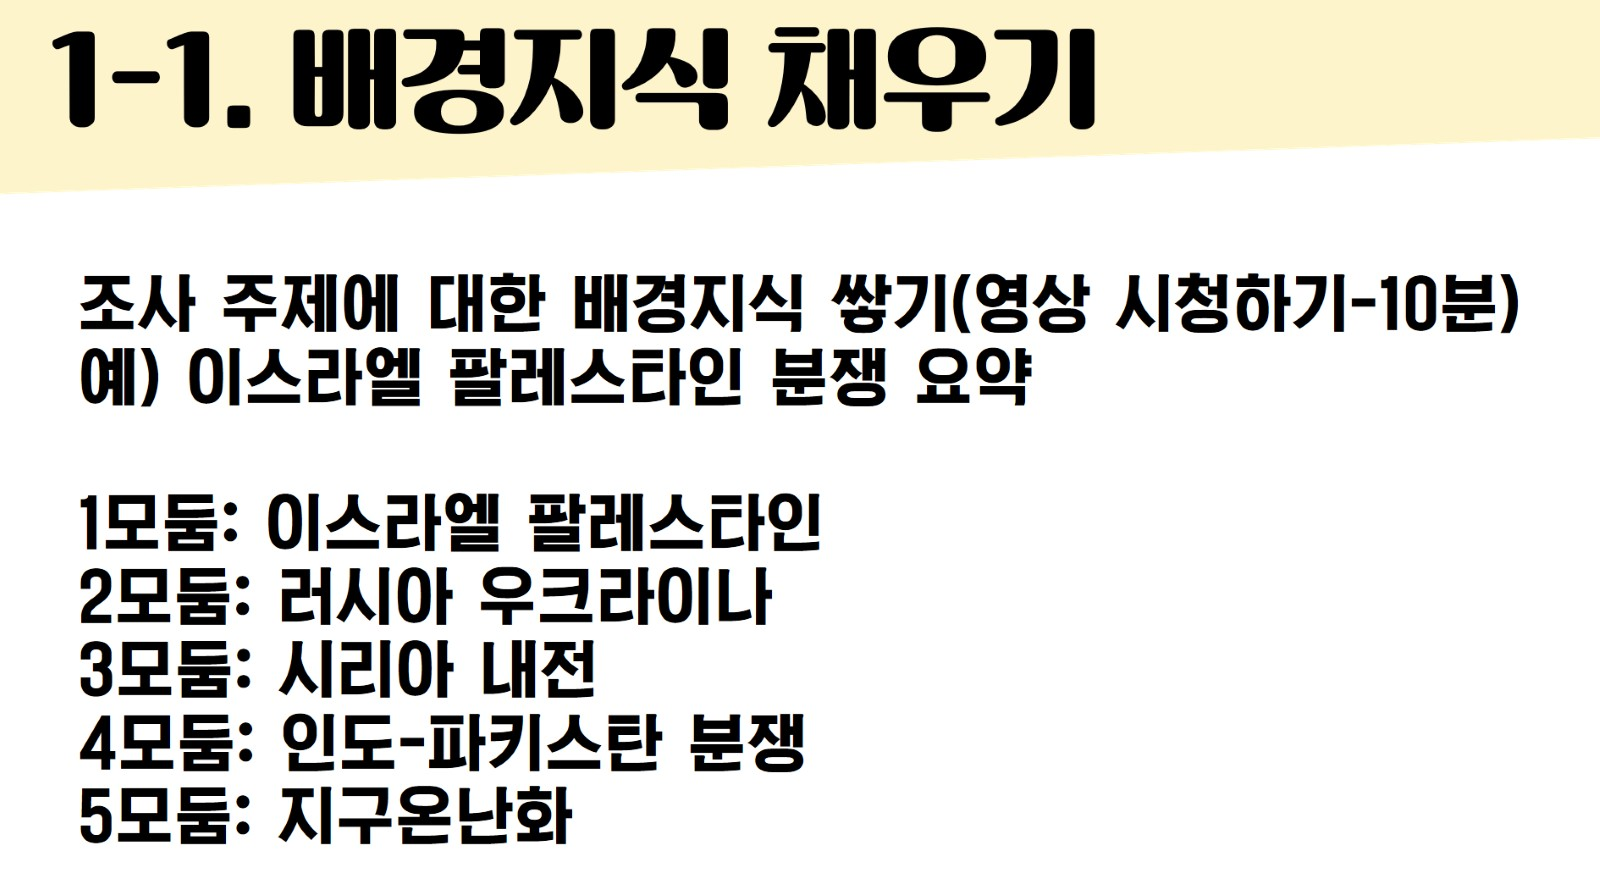 1-1. 배경지식 채우기
조사 주제에 대한 배경지식 쌓기(영상 시청하기-10분)
예) 이스라엘 팔레스타인 분쟁 요약
1모둠: 이스라엘 팔레스타인
2모둠: 러시아 우크라이나
3모둠: 시리아 내전
4모둠: 인도-파키스탄 분쟁
5모둠: 지구온난화